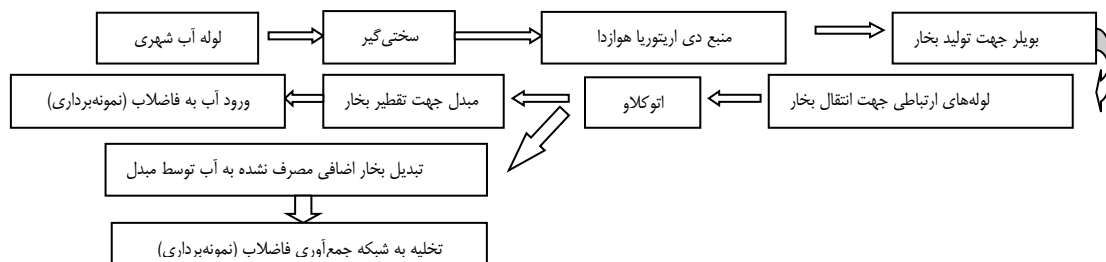 لوله آب شهری
سختی‌گیر
منبع دی اریتوریا هوازدا
بویلر جهت تولید بخار
لوله‌های ارتباطی جهت انتقال بخار
اتوکلاو
مبدل جهت تقطیر بخار
ورود آب به فاضلاب (نمونه‌برداری)
تبدیل بخار اضافی مصرف نشده به آب توسط مبدل
تخلیه به شبکه جمع‌آوری فاضلاب (نمونه‌برداری)